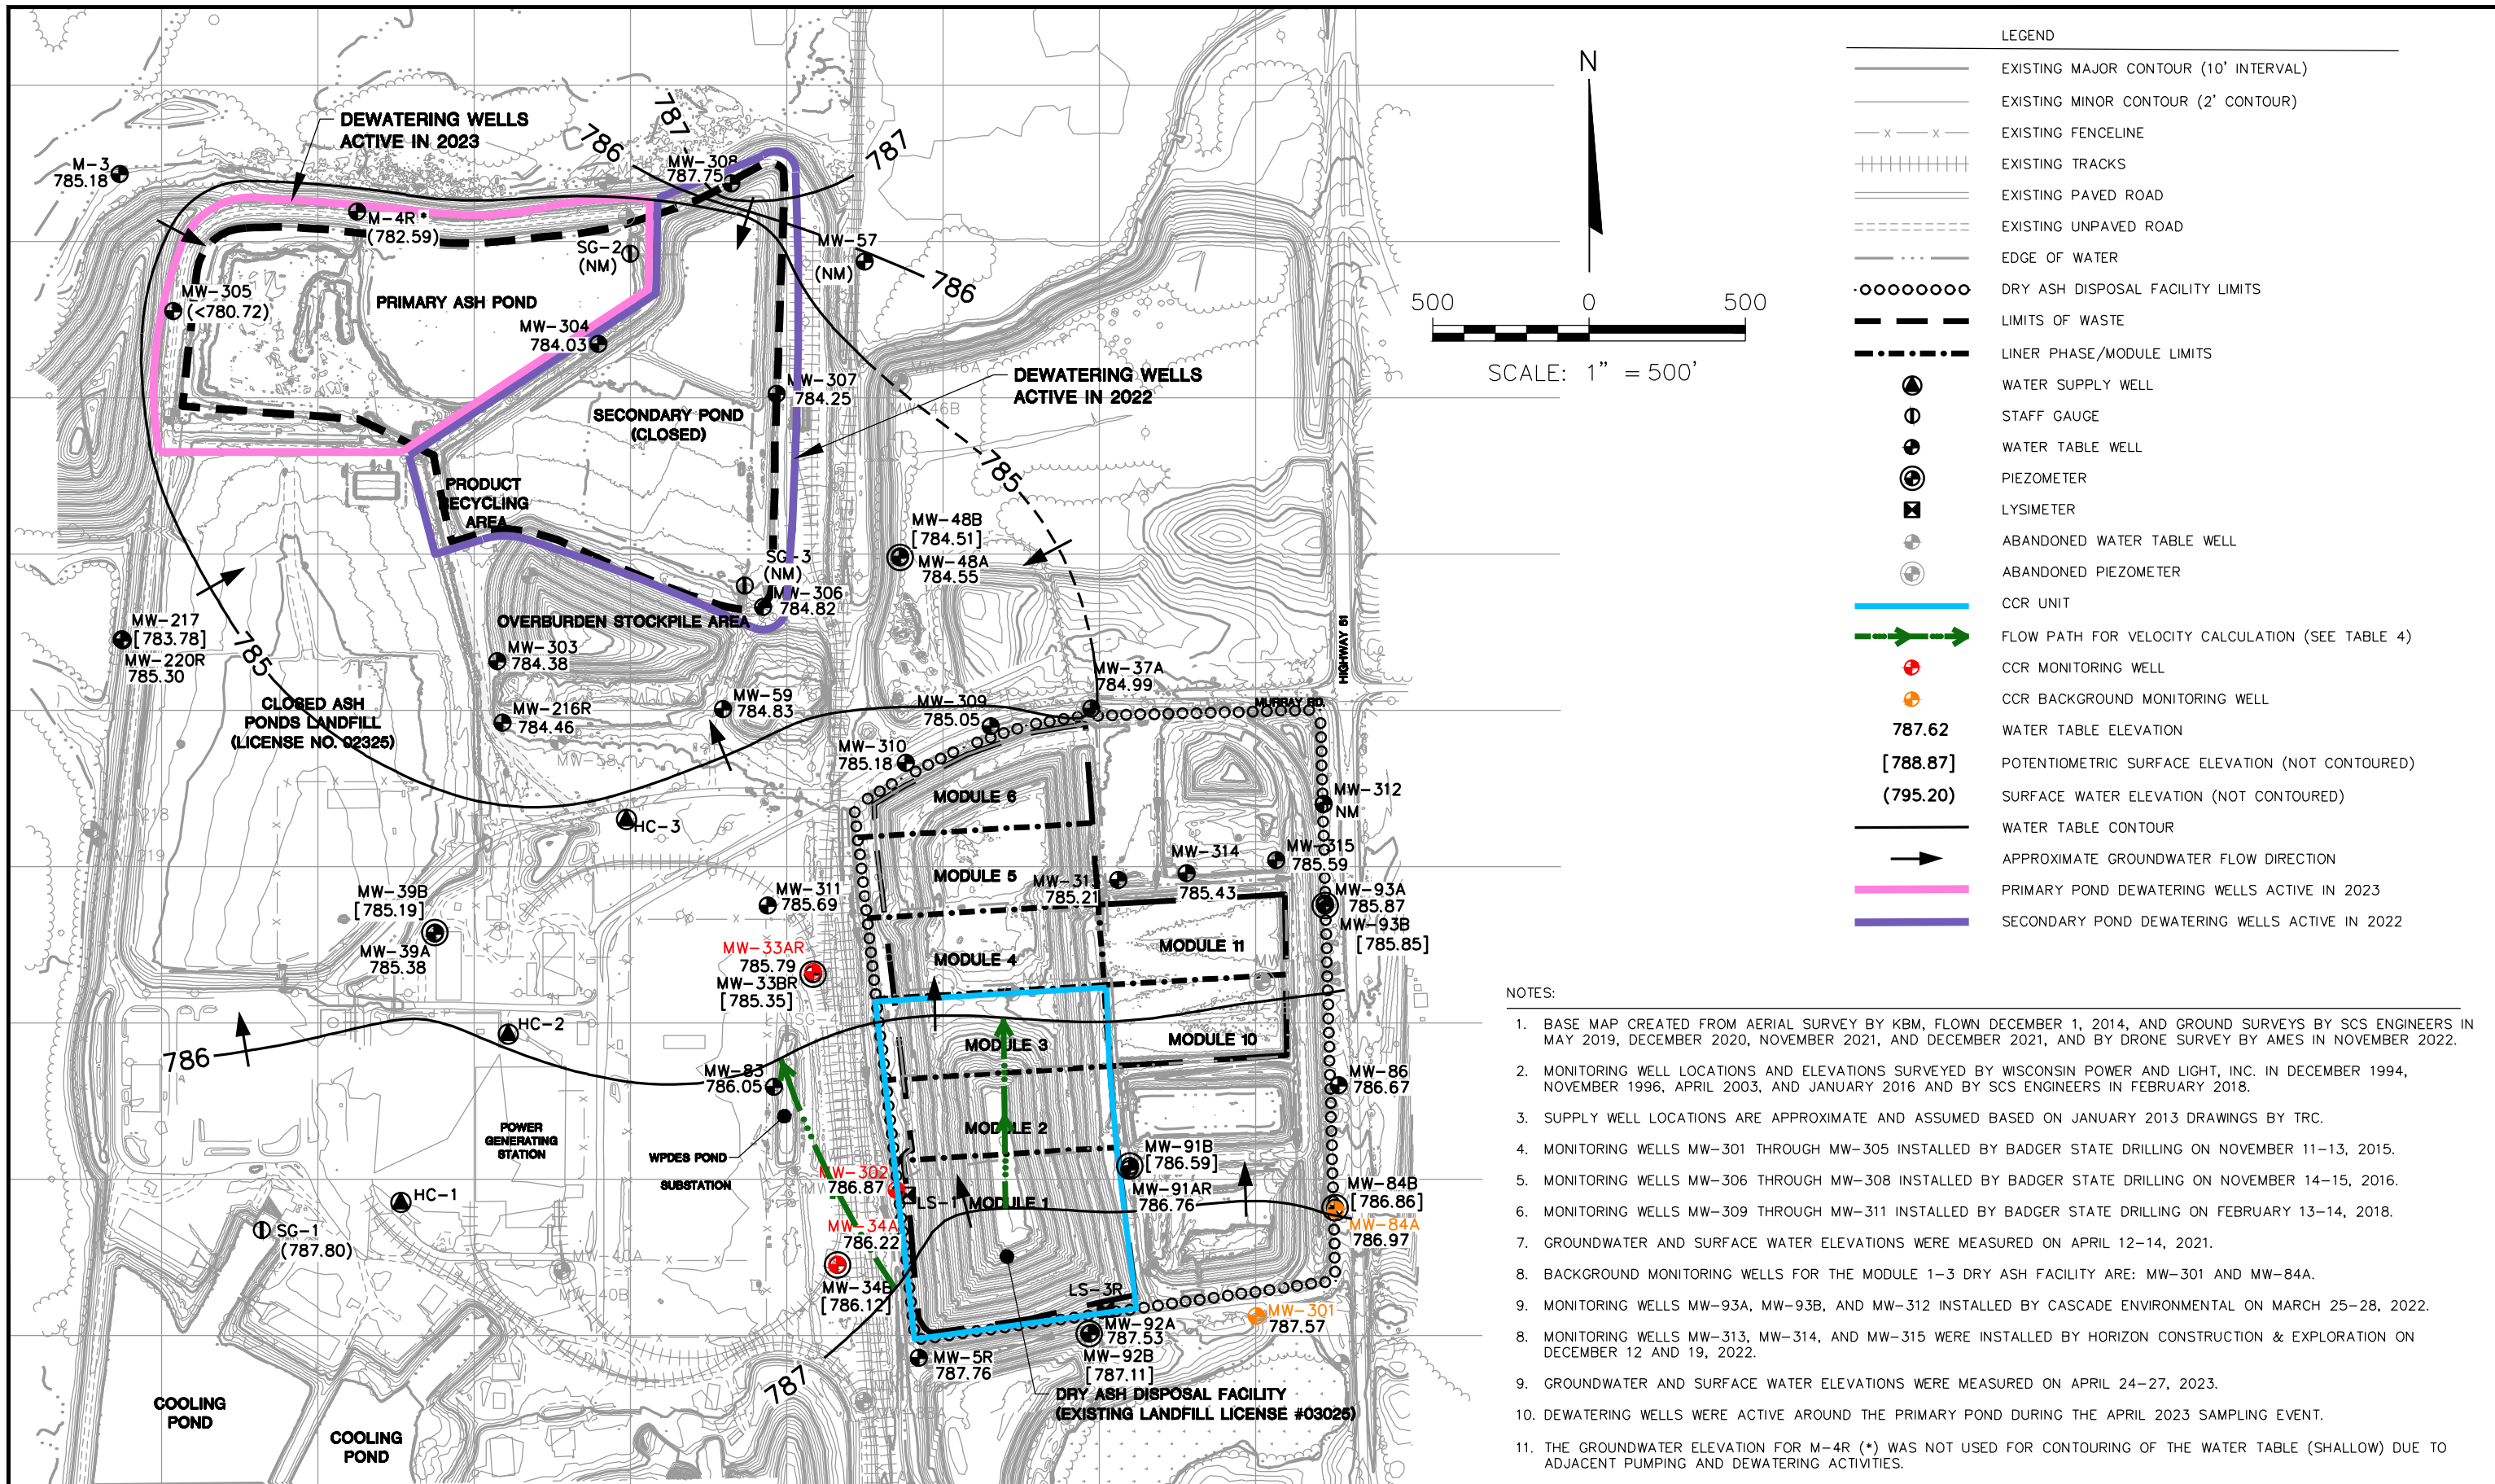 787
786
787
DEWATERING WELLS
ACTIVE IN 2023
M-3
785.18
MW-308
787.75
M-4R*
(782.59)
SG-2
(NM)
MW-57
(NM)
786
MW-305
(<780.72)
PRIMARY ASH POND
MW-304
784.03
MW-307
784.25
DEWATERING WELLS
ACTIVE IN 2022
MW-46A
MW-46B
SECONDARY POND
(CLOSED)
785
PRODUCT
RECYCLING
AREA
MW-48B
[784.51]
MW-48A
784.55
SG-3
(NM)
MW-306
784.82
OVERBURDEN STOCKPILE AREA
MW-217
[783.78]
MW-220R
785.30
785
MW-303
784.38
MW-37A
784.99
HIGHWAY 51
MURRAY RD.
CLOSED ASH
PONDS LANDFILL
(LICENSE NO. 02325)
MW-216R
784.46
MW-59
784.83
MW-309
785.05
MW-58
MW-310
785.18
MODULE 6
MW-312
NM
MW-218
MW-219
HC-3
MW-314
785.43
MW-315
785.59
MODULE 5
785.21
MW-39B
[785.19]
MW-39A
785.38
MW-311
785.69
MW-93A
785.87
MW-93B
[785.85]
MW-33AR
785.79
MW-33BR
[785.35]
MODULE 4
MODULE 11
HC-2
786
MODULE 3
MODULE 10
MW-83
786.05
MW-86
786.67
POWER
GENERATING
STATION
MODULE 2
WPDES POND
SUBSTATION
MW-91B
[786.59]
MW-91AR
786.76
MW-302
786.87
LS-1
MODULE 1
HC-1
MW-84B
[786.86]
MW-84A
786.97
SG-1
(787.80)
MW-34A
786.22
MW-34B
[786.12]
MW-40A
MW-40B
LS-3R
MW-301
787.57
MW-92A
787.53
MW-92B
[787.11]
MW-5R
787.76
787
DRY ASH DISPOSAL FACILITY
(EXISTING LANDFILL LICENSE #03025)
COOLING
POND
COOLING
POND
N
500 0 500
SCALE: 1" = 500'
LEGEND
EXISTING MAJOR CONTOUR (10' INTERVAL)
EXISTING MINOR CONTOUR (2' CONTOUR)
EXISTING FENCELINE
EXISTING TRACKS
EXISTING PAVED ROAD
EXISTING UNPAVED ROAD
EDGE OF WATER
DRY ASH DISPOSAL FACILITY LIMITS
LIMITS OF WASTE
LINER PHASE/MODULE LIMITS
WATER SUPPLY WELL
STAFF GAUGE
WATER TABLE WELL
PIEZOMETER
LYSIMETER
ABANDONED WATER TABLE WELL
ABANDONED PIEZOMETER
CCR UNIT
FLOW PATH FOR VELOCITY CALCULATION (SEE TABLE 4)
CCR MONITORING WELL
CCR BACKGROUND MONITORING WELL
787.62 WATER TABLE ELEVATION
[788.87] POTENTIOMETRIC SURFACE ELEVATION (NOT CONTOURED)
(795.20) SURFACE WATER ELEVATION (NOT CONTOURED)
WATER TABLE CONTOUR
APPROXIMATE GROUNDWATER FLOW DIRECTION
PRIMARY POND DEWATERING WELLS ACTIVE IN 2023
SECONDARY POND DEWATERING WELLS ACTIVE IN 2022
NOTES:
1. BASE MAP CREATED FROM AERIAL SURVEY BY KBM, FLOWN DECEMBER 1, 2014, AND GROUND SURVEYS BY SCS ENGINEERS IN
MAY 2019, DECEMBER 2020, NOVEMBER 2021, AND DECEMBER 2021, AND BY DRONE SURVEY BY AMES IN NOVEMBER 2022.
2. MONITORING WELL LOCATIONS AND ELEVATIONS SURVEYED BY WISCONSIN POWER AND LIGHT, INC. IN DECEMBER 1994,
NOVEMBER 1996, APRIL 2003, AND JANUARY 2016 AND BY SCS ENGINEERS IN FEBRUARY 2018.
3. SUPPLY WELL LOCATIONS ARE APPROXIMATE AND ASSUMED BASED ON JANUARY 2013 DRAWINGS BY TRC.
4. MONITORING WELLS MW-301 THROUGH MW-305 INSTALLED BY BADGER STATE DRILLING ON NOVEMBER 11-13, 2015.
5. MONITORING WELLS MW-306 THROUGH MW-308 INSTALLED BY BADGER STATE DRILLING ON NOVEMBER 14-15, 2016.
6. MONITORING WELLS MW-309 THROUGH MW-311 INSTALLED BY BADGER STATE DRILLING ON FEBRUARY 13-14, 2018.
7. GROUNDWATER AND SURFACE WATER ELEVATIONS WERE MEASURED ON APRIL 12-14, 2021.
8. BACKGROUND MONITORING WELLS FOR THE MODULE 1-3 DRY ASH FACILITY ARE: MW-301 AND MW-84A.
9. MONITORING WELLS MW-93A, MW-93B, AND MW-312 INSTALLED BY CASCADE ENVIRONMENTAL ON MARCH 25-28, 2022.
8. MONITORING WELLS MW-313, MW-314, AND MW-315 WERE INSTALLED BY HORIZON CONSTRUCTION & EXPLORATION ON
DECEMBER 12 AND 19, 2022.
9. GROUNDWATER AND SURFACE WATER ELEVATIONS WERE MEASURED ON APRIL 24-27, 2023.
10. DEWATERING WELLS WERE ACTIVE AROUND THE PRIMARY POND DURING THE APRIL 2023 SAMPLING EVENT.
11. THE GROUNDWATER ELEVATION FOR M-4R (*) WAS NOT USED FOR CONTOURING OF THE WATER TABLE (SHALLOW) DUE TO
ADJACENT PUMPING AND DEWATERING ACTIVITIES.